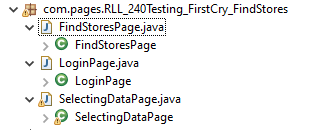 com.pages.RLL_240Testing_FirstCry_FindStores
FindStoresPage.java
FindStoresPage
LoginPage.java
LoginPage
SelectingDataPage.java
SelectingDataPage